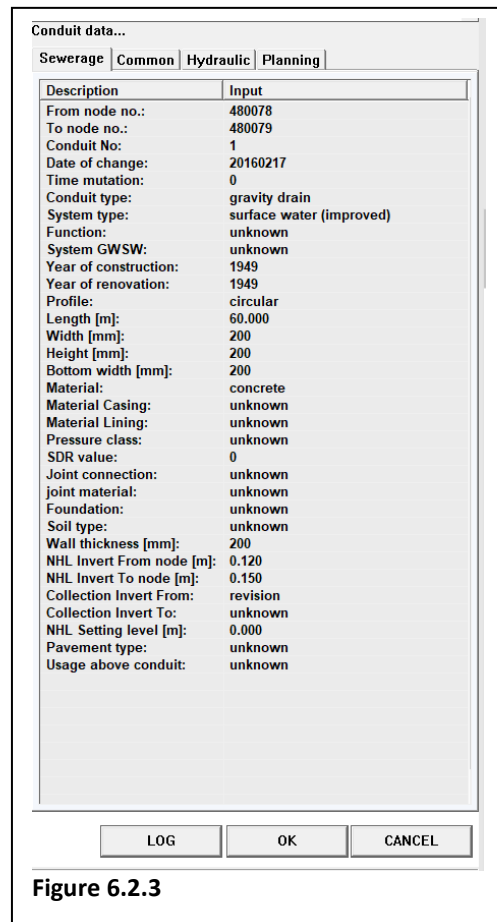 Conduit data...
Sewerage Common Hydraulic Planning
Description Input
From node no.: 480078
To node no.: 480079
Conduit No: 1
Date of change: 20160217
Time mutation: 0
Conduit type: gravity drain
System type: surface water (improved)
Function: unknown
System GWSW: unknown
Year of construction: 1949
Year of renovation: 1949
Profile: circular
Length [m]: 60.000
Width [mm]: 200
Height [mm]: 200
Bottom width [mm]: 200
Material: concrete
Material Casing: unknown
Material Lining: unknown
Pressure class: unknown
SDR value: 0
Joint connection: unknown
joint material: unknown
Foundation: unknown
Soil type: unknown
Wall thickness [mm]: 200
NHL Invert From node [m]: 0.120
NHL Invert To node [m]: 0.150
Collection Invert From: revision
Collection Invert To: unknown
NHL Setting level [m]: 0.000
Pavement type: unknown
Usage above conduit: unknown
LOG OK CANCEL
Figure 6.2.3